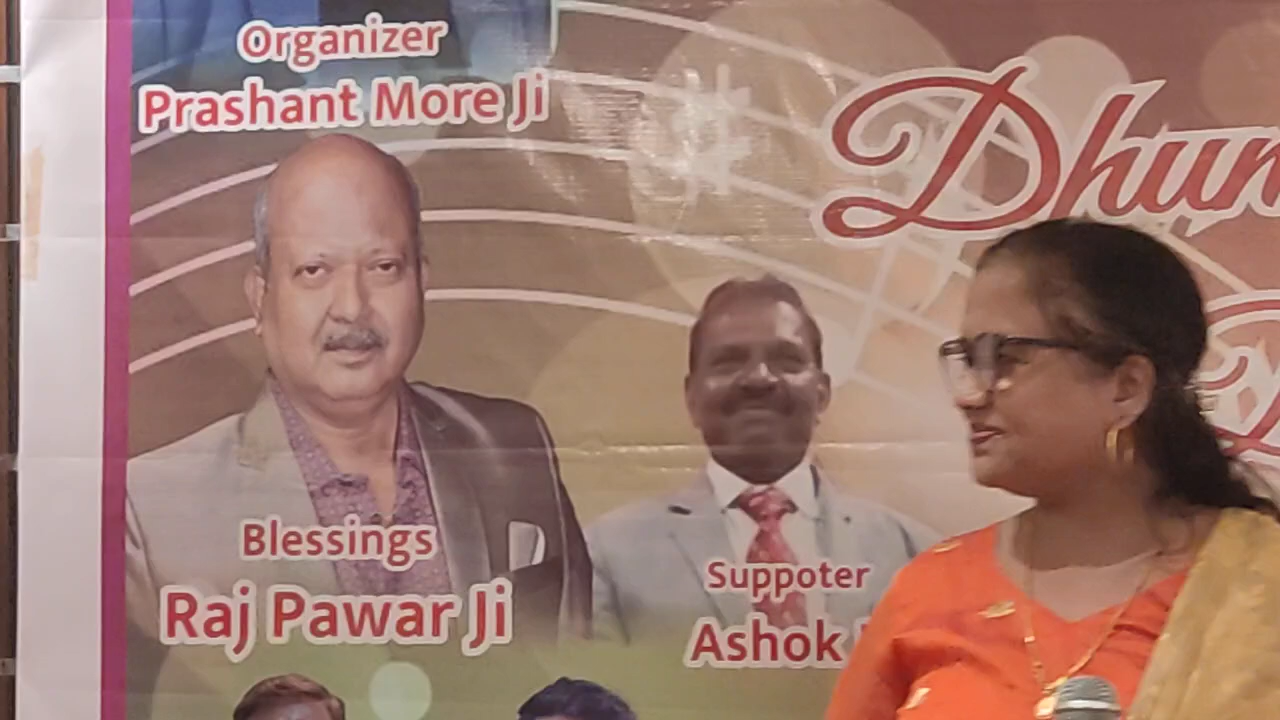 Organizer
Prashant More Ji
Dhun
Blessings
Raj Pawar Ji
Suppoter
Ashok